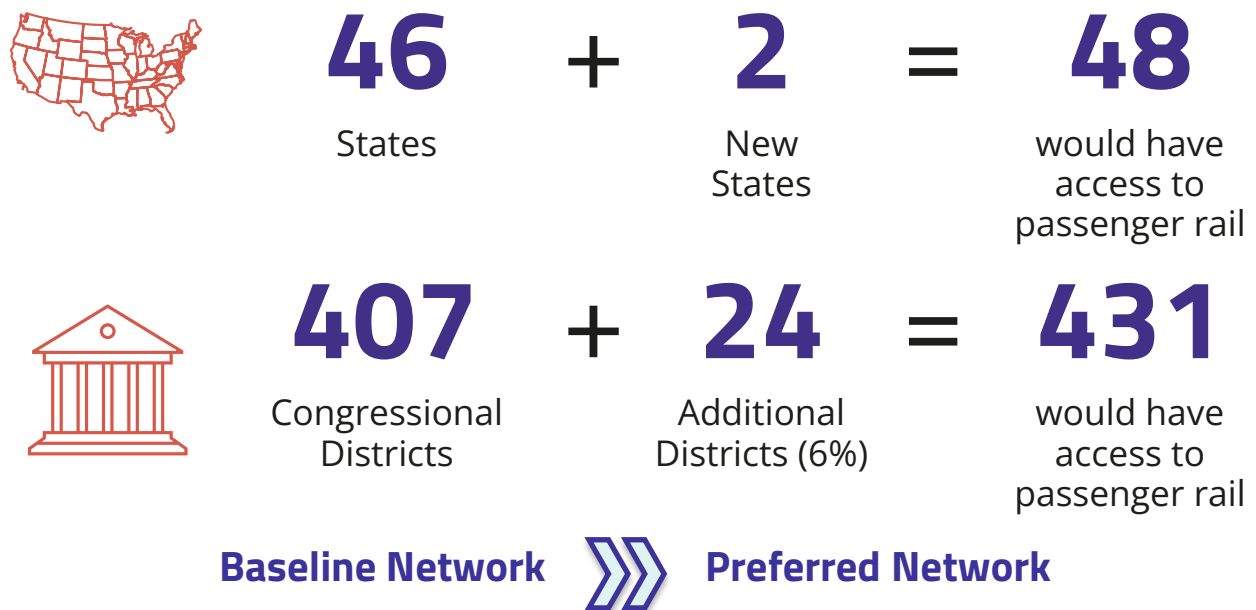 46 + 2 = 48
States
New
States
would have
access to
passenger rail
407 + 24 = 431
Congressional
Districts
Additional
Districts (6%)
would have
access to
passenger rail
Baseline Network
Preferred Network